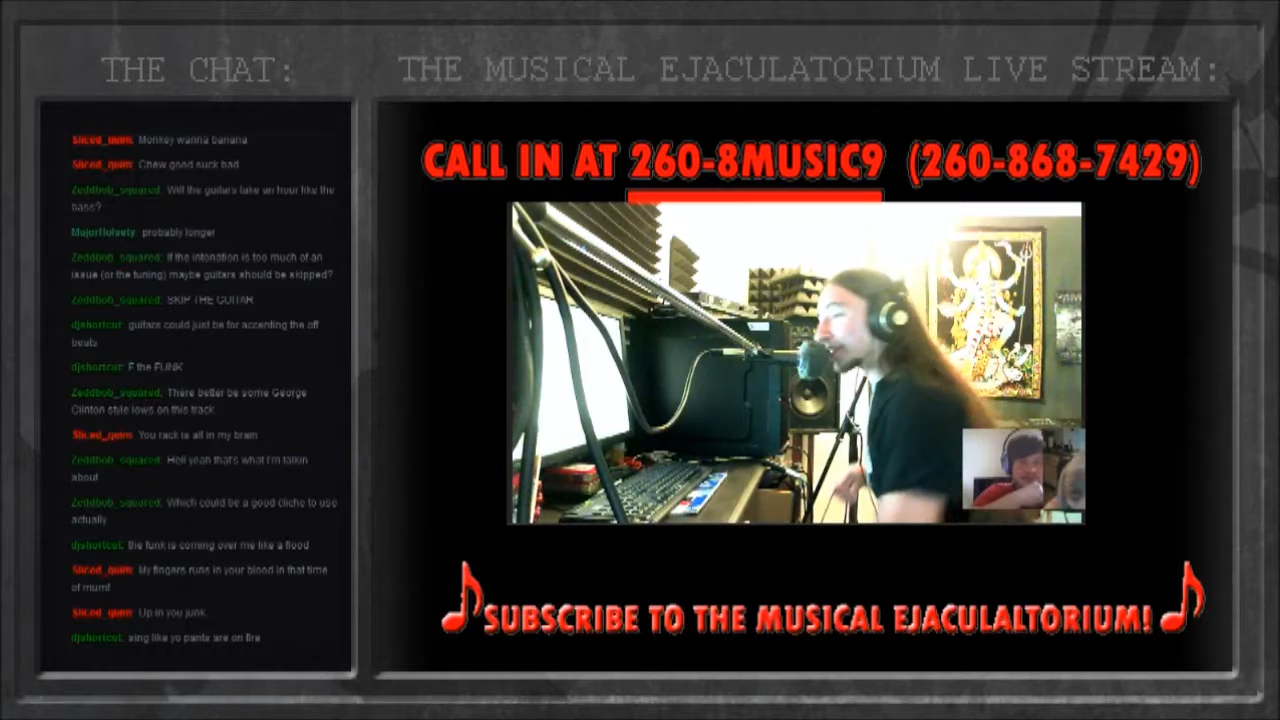 THE CHAT:
THE MUSICAL EJACULATORIUM LIVE STREAM:
Sliced_quim: Monkey wanna banana
Sliced_quim: Chew good suck bad
Zeddbob_squared: Will the guitars take an hour like the
bass?
probably longer
Zeddbob_squared: If the intonation is too much of an
issue (or the tuning) maybe guitars should be skipped?
Zeddbob_squared: SKIP THE GUITAR
djshortcut: guitars could just be for accenting the off
beats
djshortcut: F the FUNK
Zeddbob_squared: There better be some George
Clinton style lows on this track
Sliced_quim: You rack is all in my brain
Zeddbob_squared: Hell yeah that's what I'm talkin
about
Zeddbob_squared: Which could be a good cliche to use
actually
djshortcut: the funk is coming over me like a flood
Sliced_quim: My fingers runs in your blood in that time
of mumf
Sliced_quim: Up in you junk.
djshortcut: sing like yo pants are on fire
CALL IN AT 260-8MUSIC9 (260-868-7429)
SUBSCRIBE TO THE MUSICAL EJACULALTORIUM!